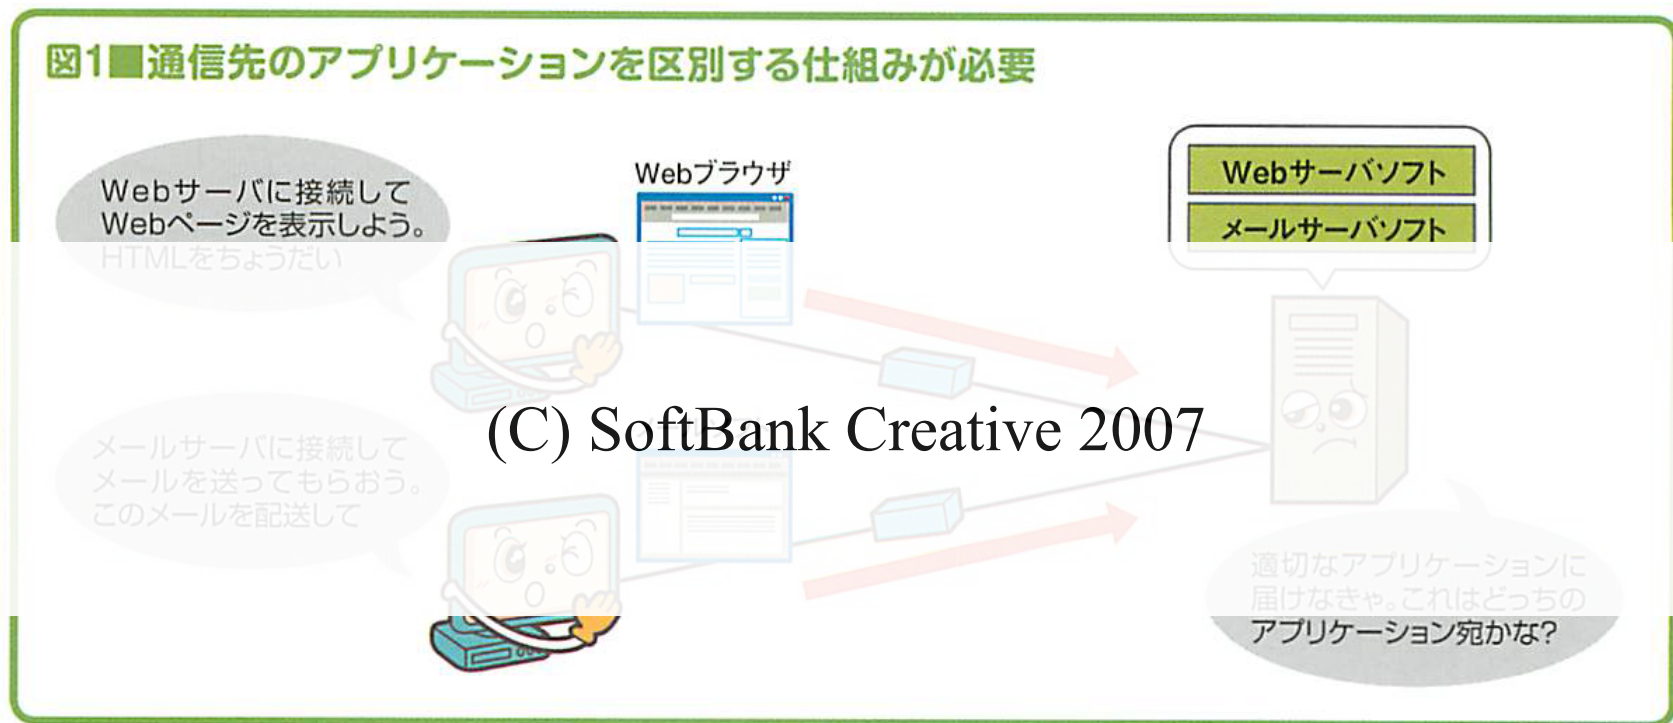 図1■通信先のアプリケーションを区別する仕組みが必要
Webサーバに接続して
Webページを表示しよう。
HTMLをちょうだい
Webブラウザ
Webサーバソフト
メールサーバソフト
(C) SoftBank Creative 2007
メールサーバに接続して
メールを送ってもらおう。
このメールを配送して
適切なアプリケーションに
届けなきゃ。これはどっちの
アプリケーション宛かな?